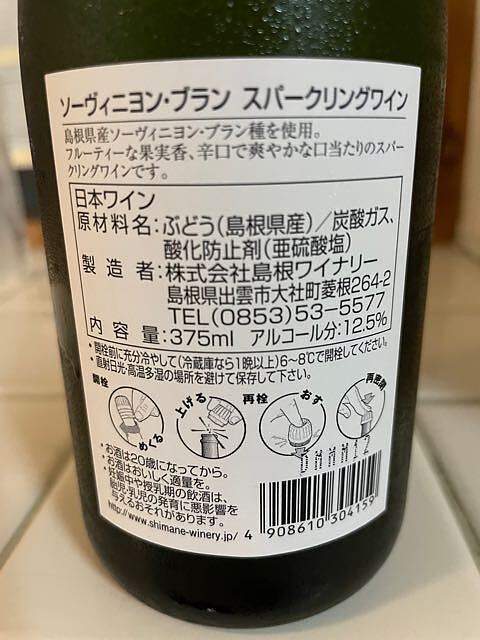 ソーヴィニヨン・ブラン スパークリングワイン
島根県産ソーヴィニヨン・ブラン種を使用。
フルーティーな果実香、辛口で爽やかな口当たりのスパー
クリングワインです。
日本ワイン
原材料名:ぶどう(島根県産)/炭酸ガス、
酸化防止剤(亜硫酸塩)
製造者:株式会社島根ワイナリー
島根県出雲市大社町菱根264-2
TEL(0853)53-5577
内容量:375ml アルコール分:12.5%
・開栓前に充分冷やして(冷蔵庫なら1晩以上)6~8℃で開栓してください。
・直射日光・高温多湿の場所を避けて保存して下さい。
開栓 めくる 上げる 再栓 おす 再密閉
・お酒は20歳になってから。
・お酒はおいしく適量を。
・妊娠中や授乳期の飲酒は、
胎児・乳児の発育に悪影響を
与えるおそれがあります。
http://www.shimane-winery.jp/
4 908610 304159